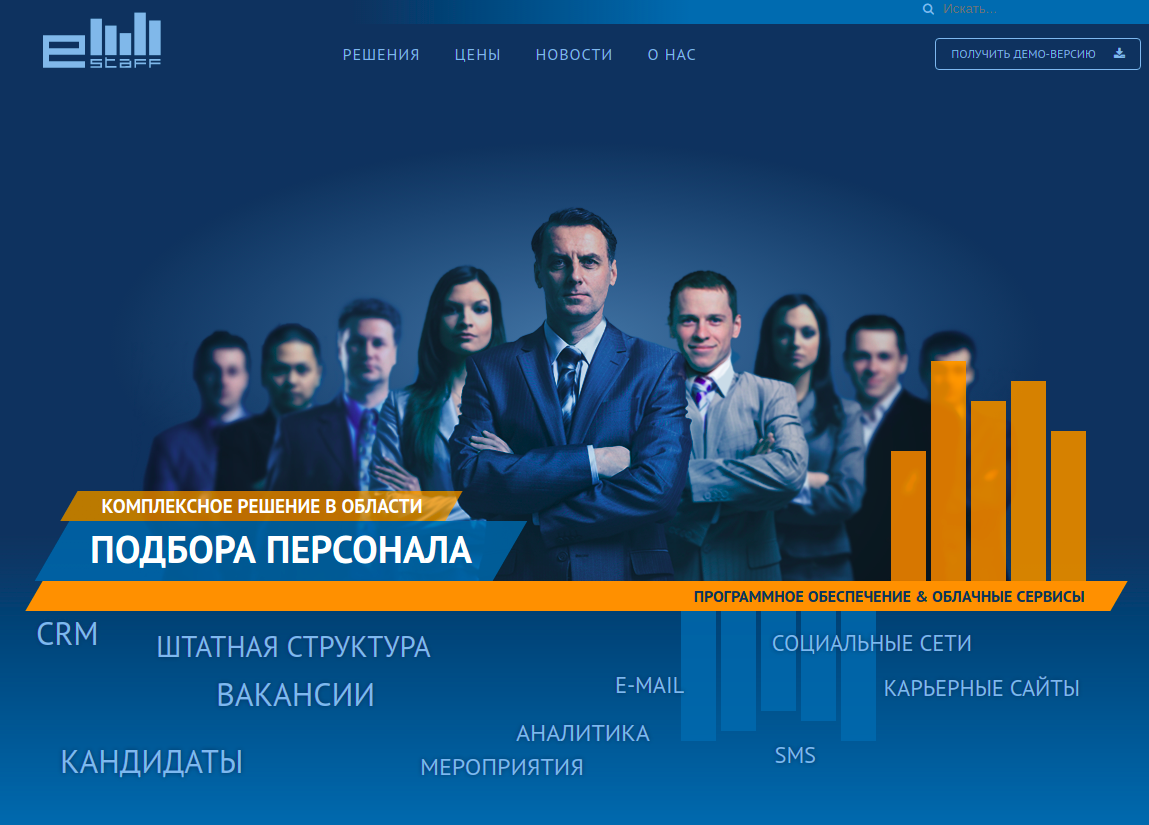 Искать...
e staff
РЕШЕНИЯ
ЦЕНЫ
НОВОСТИ
О НАС
ПОЛУЧИТЬ ДЕМО-ВЕРСИЮ
КОМПЛЕКСНОЕ РЕШЕНИЕ В ОБЛАСТИ
ПОДБОРА ПЕРСОНАЛА
ПРОГРАММНОЕ ОБЕСПЕЧЕНИЕ & ОБЛАЧНЫЕ СЕРВИСЫ
CRM
ШТАТНАЯ СТРУКТУРА
СОЦИАЛЬНЫЕ СЕТИ
ВАКАНСИИ
E-MAIL
КАРЬЕРНЫЕ САЙТЫ
АНАЛИТИКА
КАНДИДАТЫ
МЕРОПРИЯТИЯ
SMS